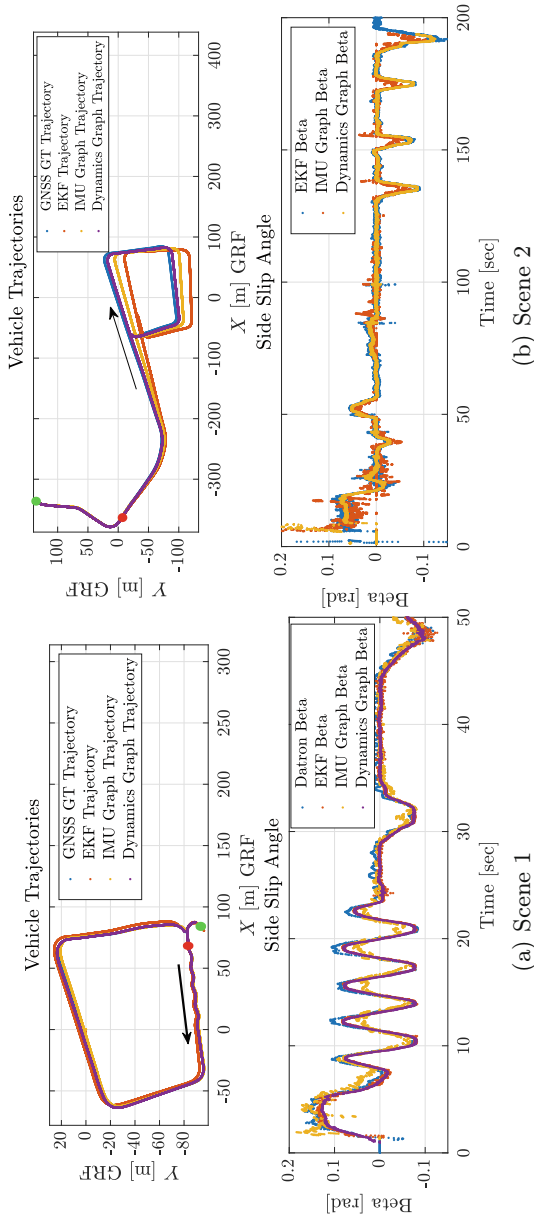 Vehicle Trajectories
GNSS GT Trajectory
EKF Trajectory
IMU Graph Trajectory
Dynamics Graph Trajectory
Y [m] GRF
20
0
-20
-40
-60
-80
-50
0
50
100
150
200
250
300
X [m] GRF
Side Slip Angle
Datron Beta
EKF Beta
IMU Graph Beta
Dynamics Graph Beta
Beta [rad]
0.2
0.1
0
-0.1
0
10
20
30
40
50
Time [sec]
(a) Scene 1
Vehicle Trajectories
GNSS GT Trajectory
EKF Trajectory
IMU Graph Trajectory
Dynamics Graph Trajectory
Y [m] GRF
100
50
0
-50
-100
-300
-200
-100
0
100
200
400
X [m] GRF
Side Slip Angle
EKF Beta
IMU Graph Beta
Dynamics Graph Beta
Beta [rad]
0.2
0.1
0
-0.1
0
50
100
150
200
Time [sec]
(b) Scene 2